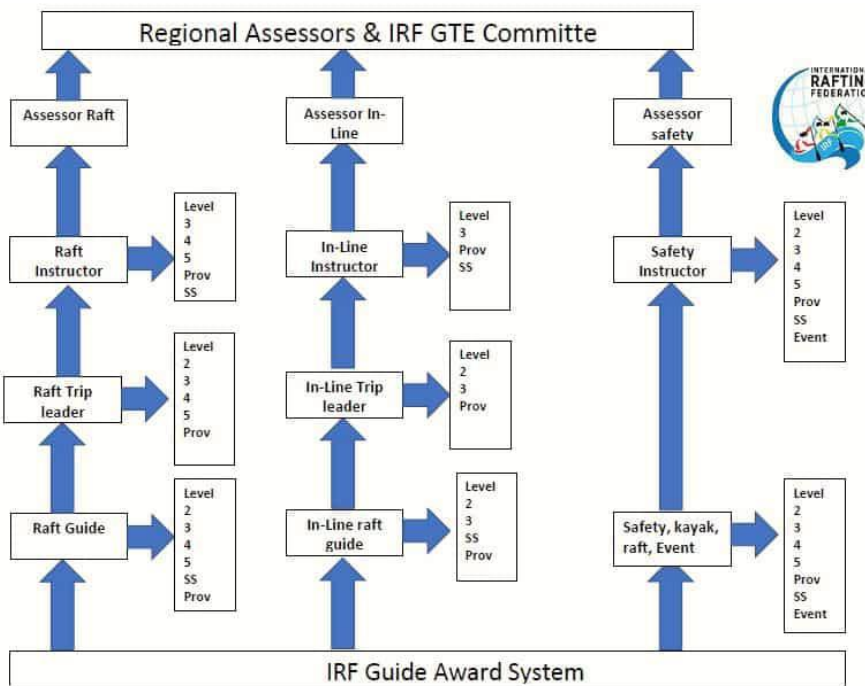 Regional Assessors & IRF GTE Committe
INTERNATIONAL
RAFTING
FEDERATION
IRF
Assessor Raft
Assessor In-
Line
Assessor
safety
Raft
Instructor
Level
3
4
5
Prov
SS
In-Line
Instructor
Level
3
Prov
SS
Safety
Instructor
Level
2
3
4
5
Prov
SS
Event
Raft Trip
leader
Level
2
3
4
5
Prov
In-Line Trip
leader
Level
2
3
Prov
Raft Guide
Level
2
3
4
5
SS
Prov
In-Line raft
guide
Level
2
3
SS
Prov
Safety, kayak,
raft, Event
Level
2
3
4
5
Prov
SS
Event
IRF Guide Award System